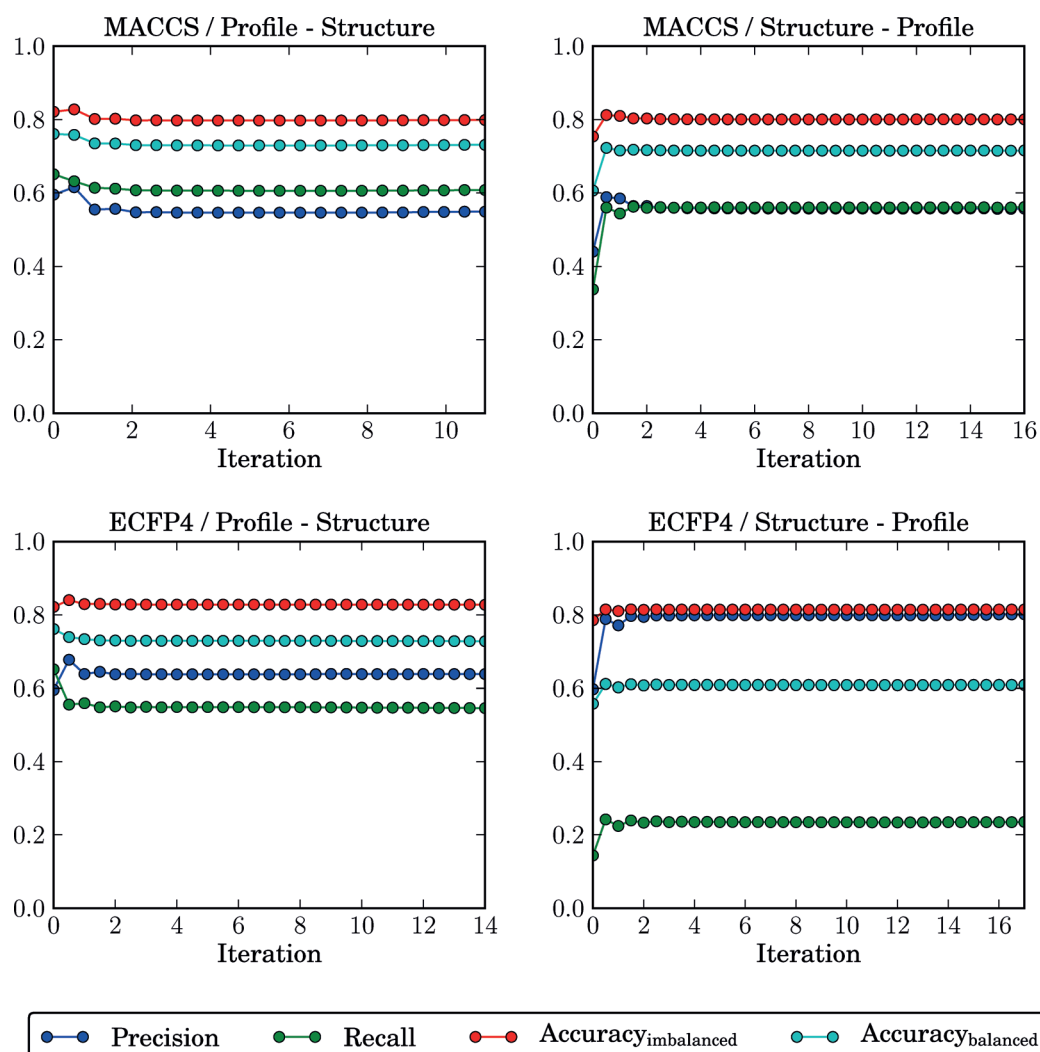 MACCS / Profile - Structure
1.0
0.8
0.6
0.4
0.2
0.0
0 2 4 6 8 10
Iteration
MACCS / Structure - Profile
1.0
0.8
0.6
0.4
0.2
0.0
0 2 4 6 8 10 12 14 16
Iteration
ECFP4 / Profile - Structure
1.0
0.8
0.6
0.4
0.2
0.0
0 2 4 6 8 10 12 14
Iteration
ECFP4 / Structure - Profile
1.0
0.8
0.6
0.4
0.2
0.0
0 2 4 6 8 10 12 14 16
Iteration
Precision Recall Accuracy_imbalanced Accuracy_balanced